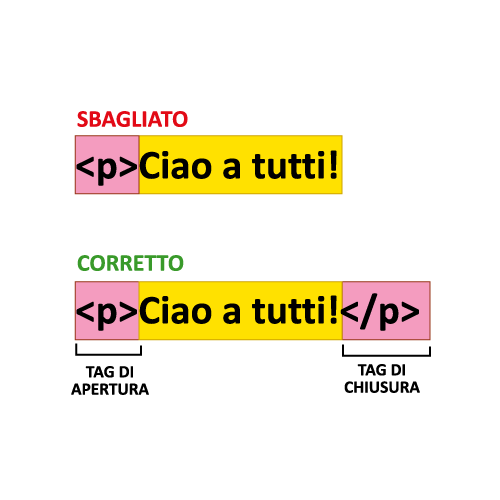 SBAGLIATO
<p>Ciao a tutti!
CORRETTO
<p>Ciao a tutti!</p>
TAG DI
APERTURA
TAG DI
CHIUSURA